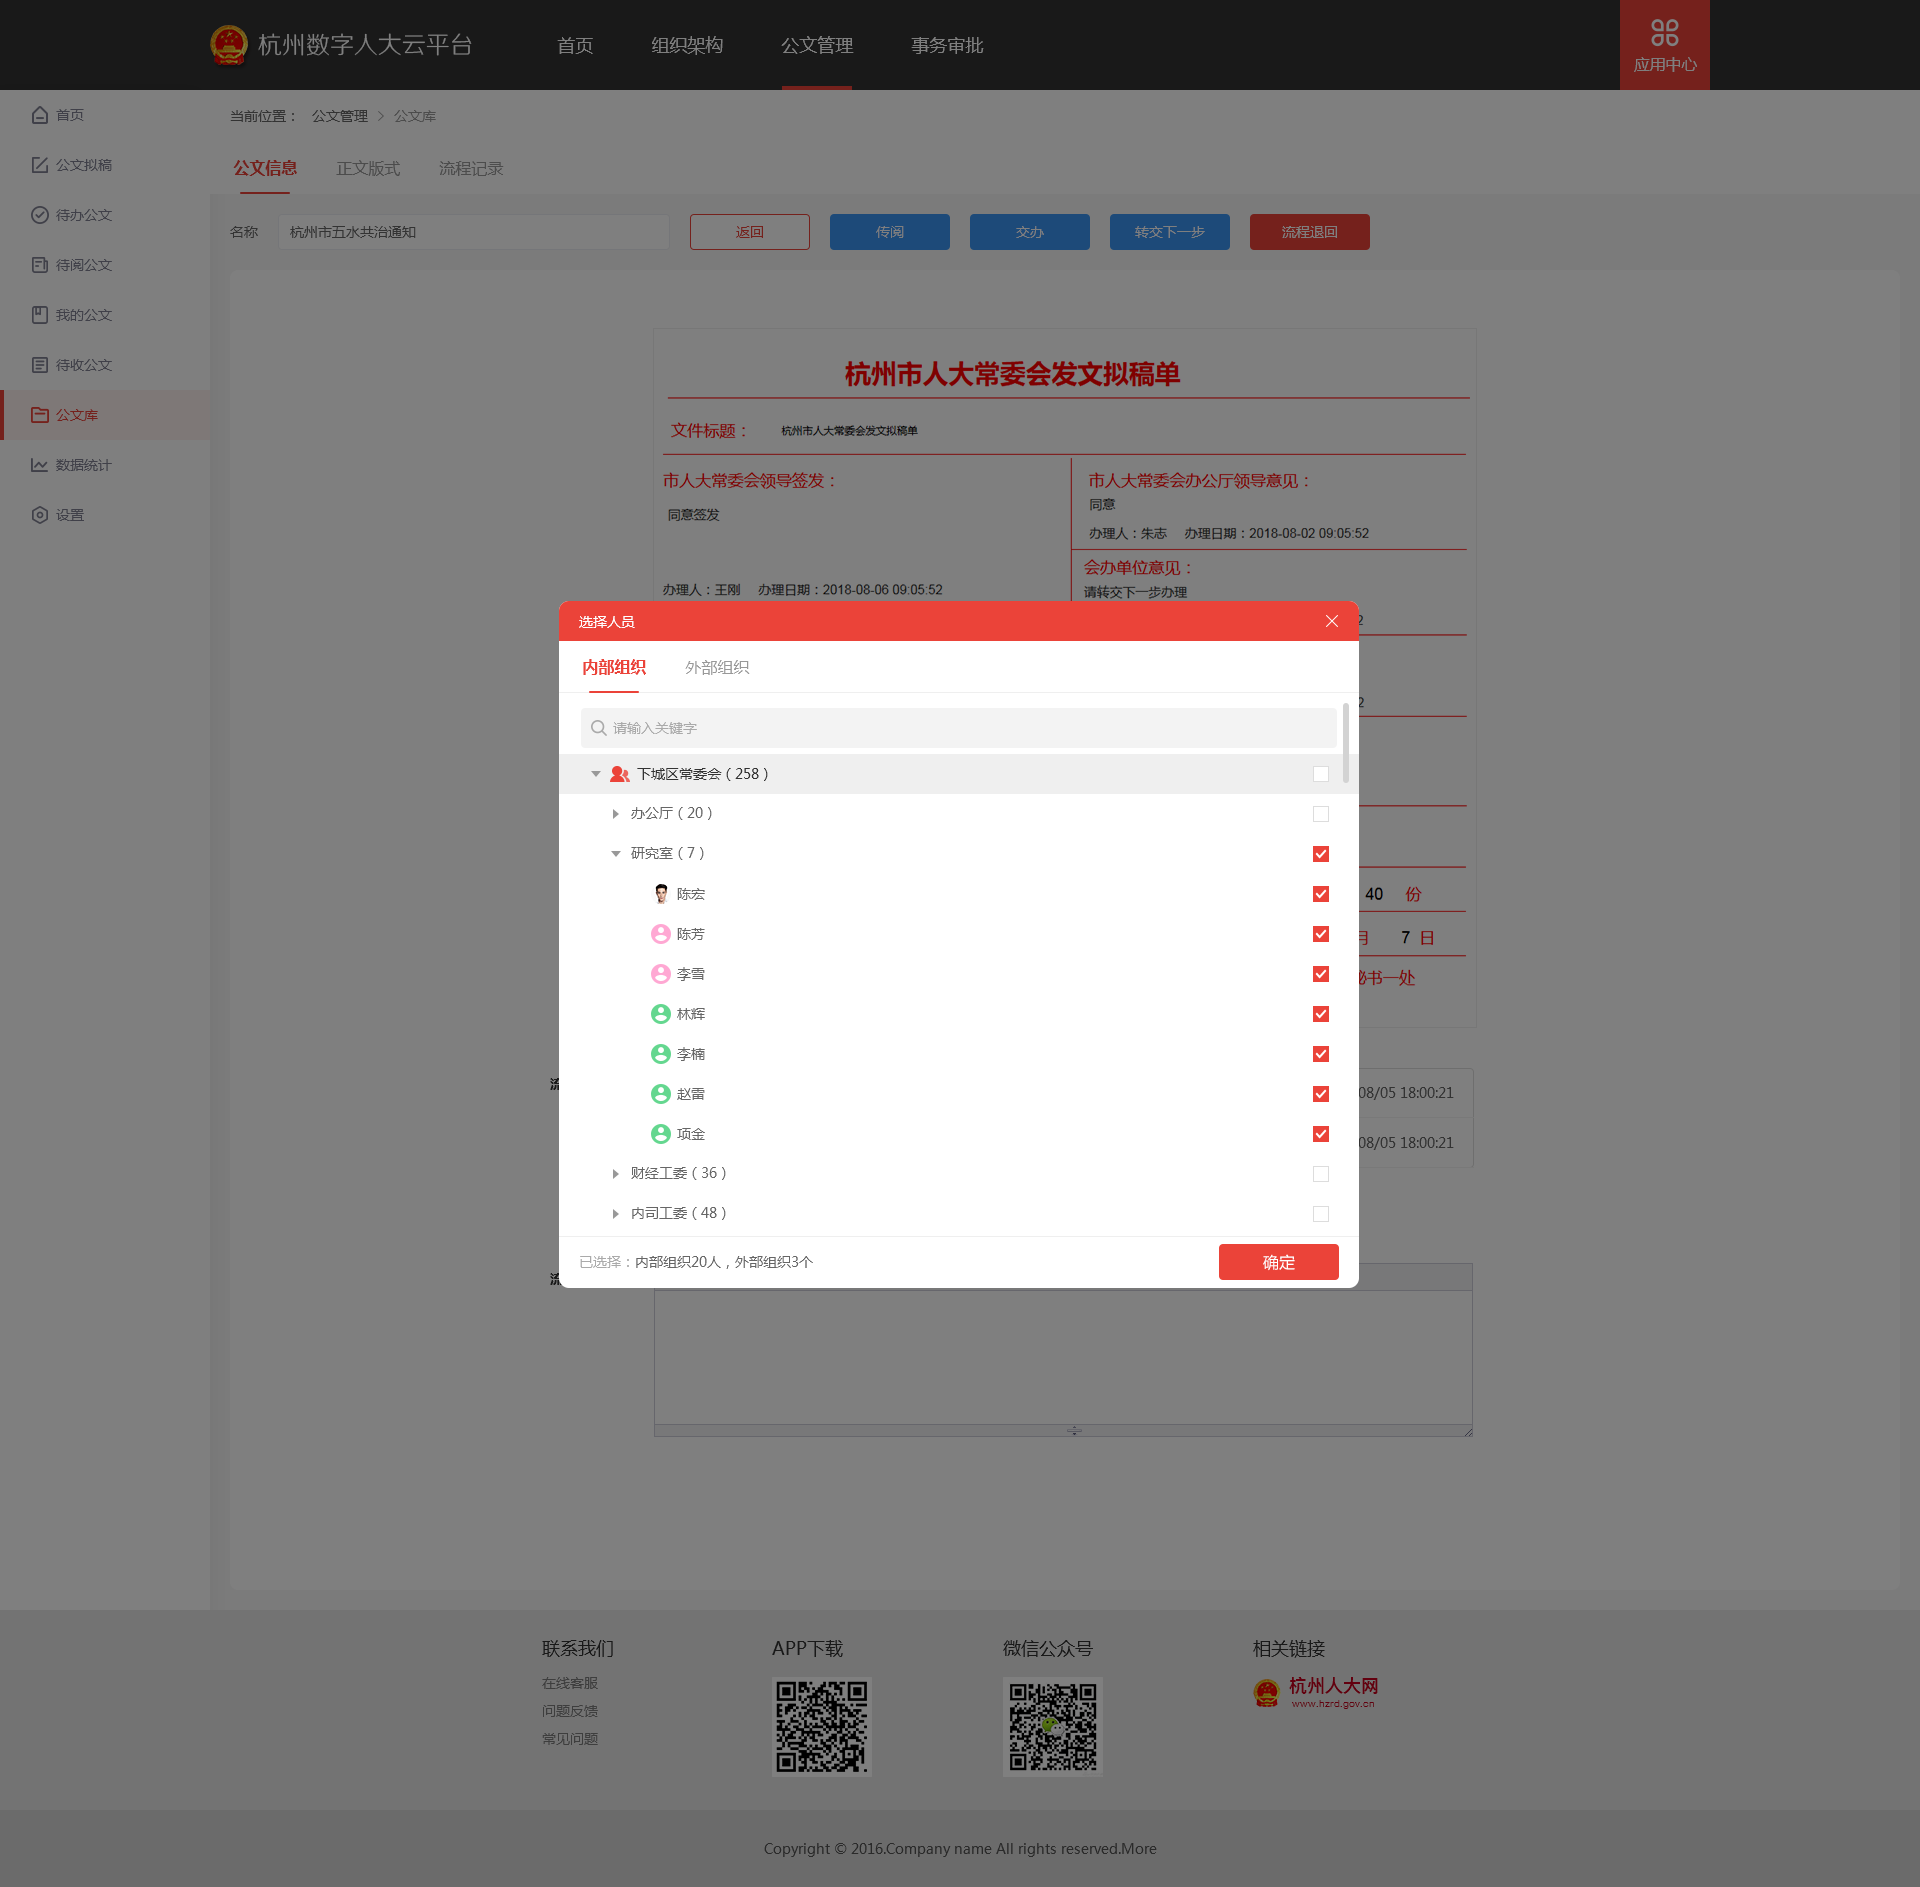 杭州数字人大云平台
首页
组织架构
公文管理
事务审批
应用中心
首页
公文拟稿
待办公文
待阅公文
我的公文
待收公文
公文库
数据统计
设置
当前位置： 公文管理 > 公文库
公文信息
正文版式
流程记录
名称 杭州市五水共治通知
返回
传阅
交办
转交下一步
流程退回
杭州市人大常委会发文拟稿单
文件标题： 杭州市人大常委会发文拟稿单
市人大常委会领导签发：
同意签发
办理人：王刚 办理日期：2018-08-06 09:05:52
市人大常委会办公厅领导意见：
同意
办理人：朱志 办理日期：2018-08-02 09:05:52
会办单位意见：
请转交下一步办理
2
2
40 份
月 7 日
秘书一处
流
08/05 18:00:21
08/05 18:00:21
流
选择人员
内部组织
外部组织
请输入关键字
下城区常委会（258）
办公厅（20）
研究室（7）
陈宏
陈芳
李雪
林辉
李楠
赵雷
项金
财经工委（36）
内司工委（48）
已选择：内部组织20人，外部组织3个
确定
联系我们
在线客服
问题反馈
常见问题
APP下载
微信公众号
相关链接
杭州人大网
www.hzrd.gov.cn
Copyright © 2016.Company name All rights reserved.More